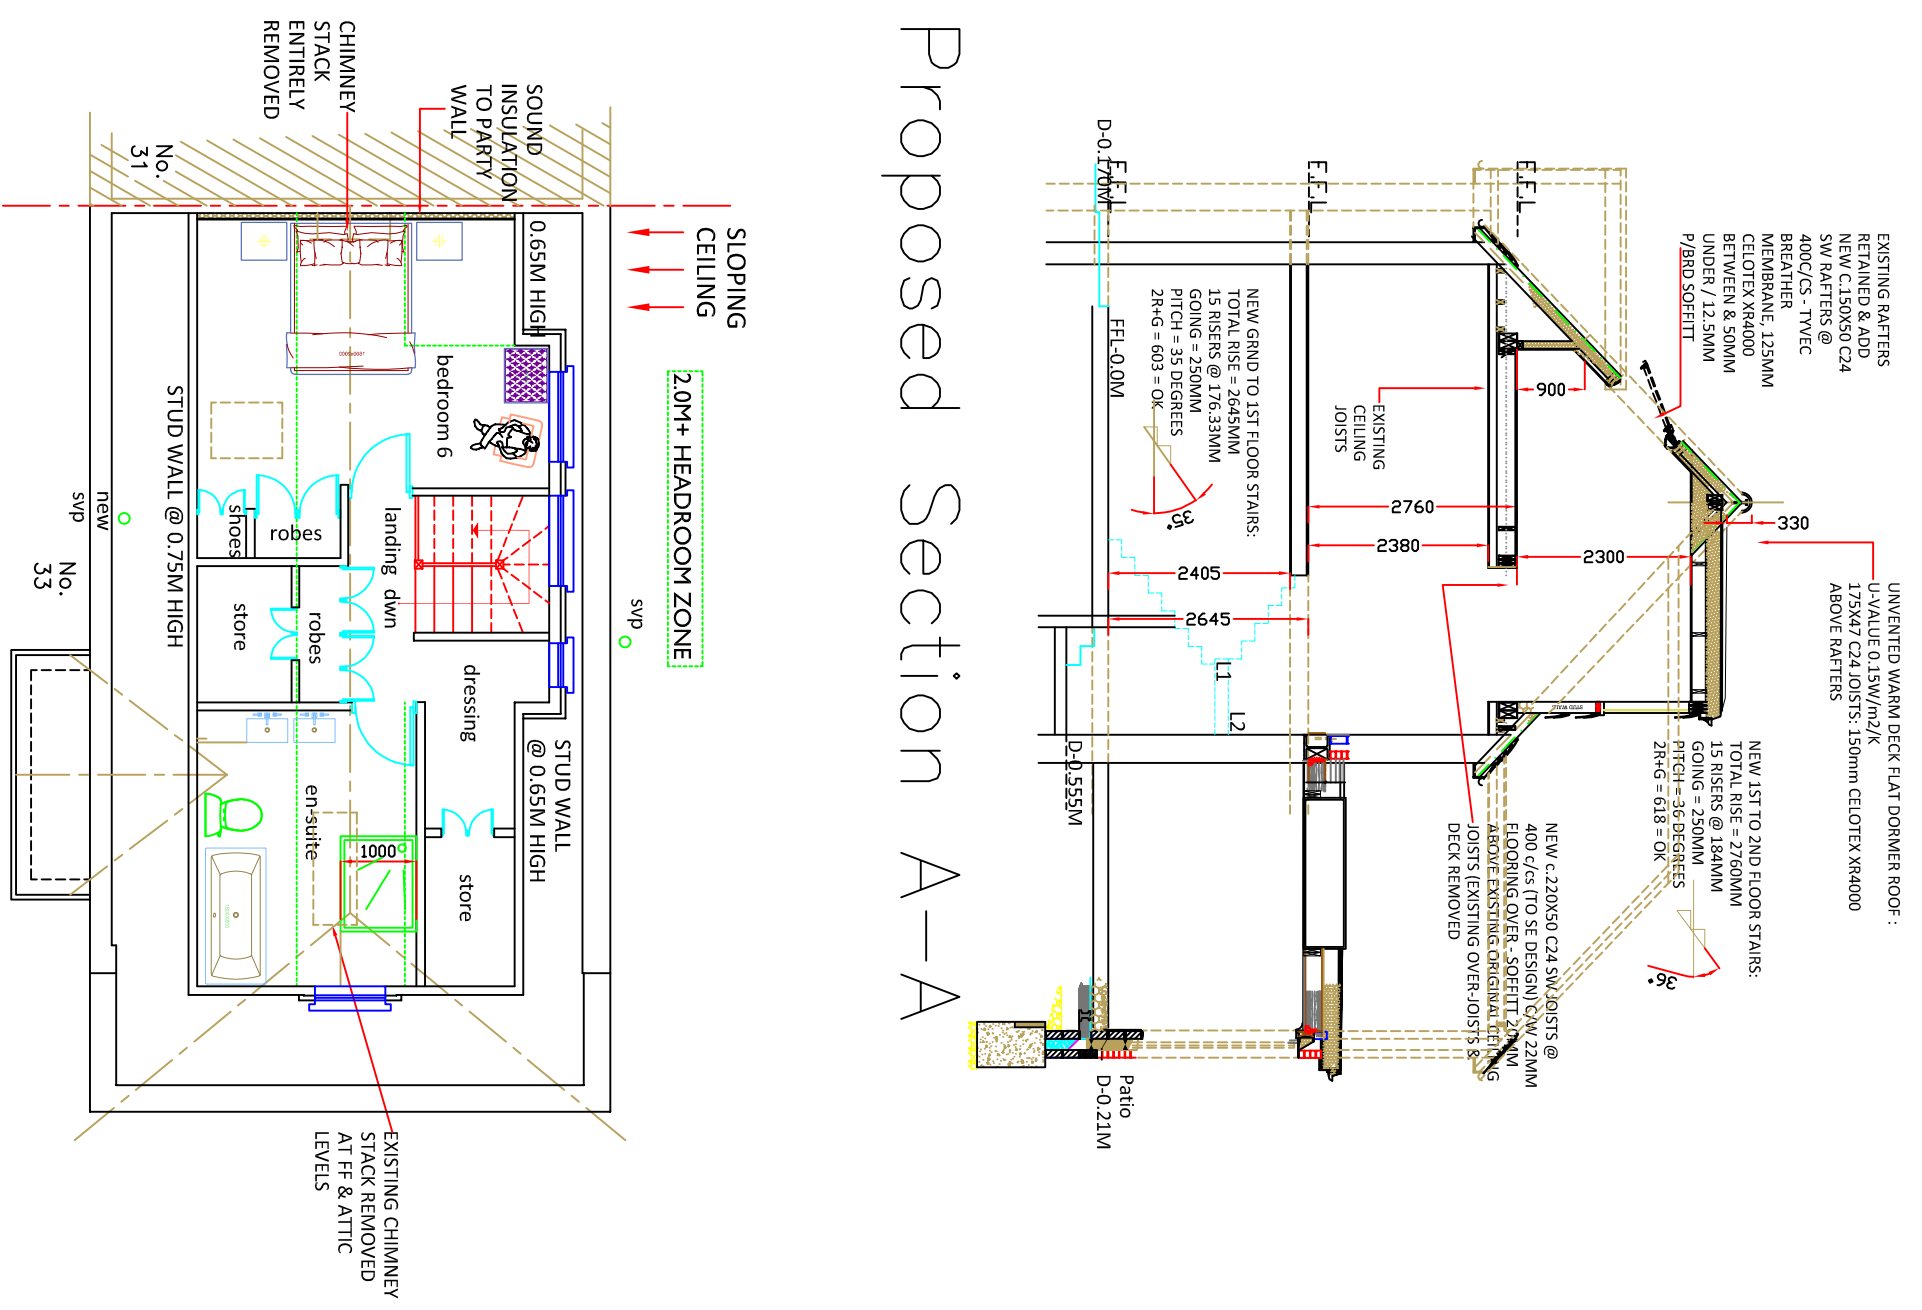 EXISTING RAFTERS
RETAINED & ADD
NEW C.150X50 C24
SW RAFTERS @
400C/CS - TYVEC
BREATHER
MEMBRANE, 125MM
CELOTEX XR4000
BETWEEN & 50MM
UNDER / 12.5MM
P/BRD SOFFITT
UNVENTED WARM DECK FLAT DORMER ROOF :
U-VALUE 0.15W/m2/K
175X47 C24 JOISTS: 150mm CELOTEX XR4000
ABOVE RAFTERS
330
900
2300
2760
2380
2405
2645
F.F.L
F.F.L
F.F.L
D-0.170M
FFL-0.0M
EXISTING
CEILING
JOISTS
NEW GRND TO 1ST FLOOR STAIRS:
TOTAL RISE = 2645MM
15 RISERS @ 176.33MM
GOING = 250MM
PITCH = 35 DEGREES
2R+G = 603 = OK
35°
NEW 1ST TO 2ND FLOOR STAIRS:
TOTAL RISE = 2760MM
15 RISERS @ 184MM
GOING = 250MM
PITCH = 36 DEGREES
2R+G = 618 = OK
36°
STUD WALL
NEW c.220X50 C24 SW JOISTS @
400 c/cs (TO SE DESIGN) C/W 22MM
FLOORING OVER - SOFFITT 20MM
ABOVE EXISTING ORIGINAL CEILING
JOISTS (EXISTING OVER-JOISTS &
DECK REMOVED
L1
L2
D-0.555M
Patio
D-0.21M
Proposed Section A-A
SLOPING
CEILING
2.0M+ HEADROOM ZONE
svp
SOUND
INSULATION
TO PARTY
WALL
0.65M HIGH
STUD WALL
@ 0.65M HIGH
CHIMNEY
STACK
ENTIRELY
REMOVED
bedroom 6
landing
dwn
dressing
store
robes
shoes
robes
store
en-suite
1000
STUD WALL @ 0.75M HIGH
No.
31
new
svp
No.
33
EXISTING CHIMNEY
STACK REMOVED
AT FF & ATTIC
LEVELS